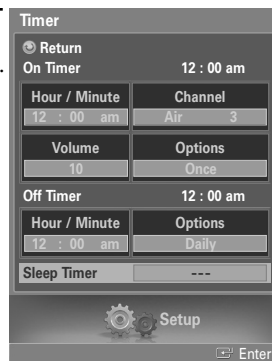 Timer
Return
On Timer 12 : 00 am
Hour / Minute Channel
12 : 00 am Air 3
Volume Options
10 Once
Off Timer 12 : 00 am
Hour / Minute Options
12 : 00 am Daily
Sleep Timer ---
Setup
Enter